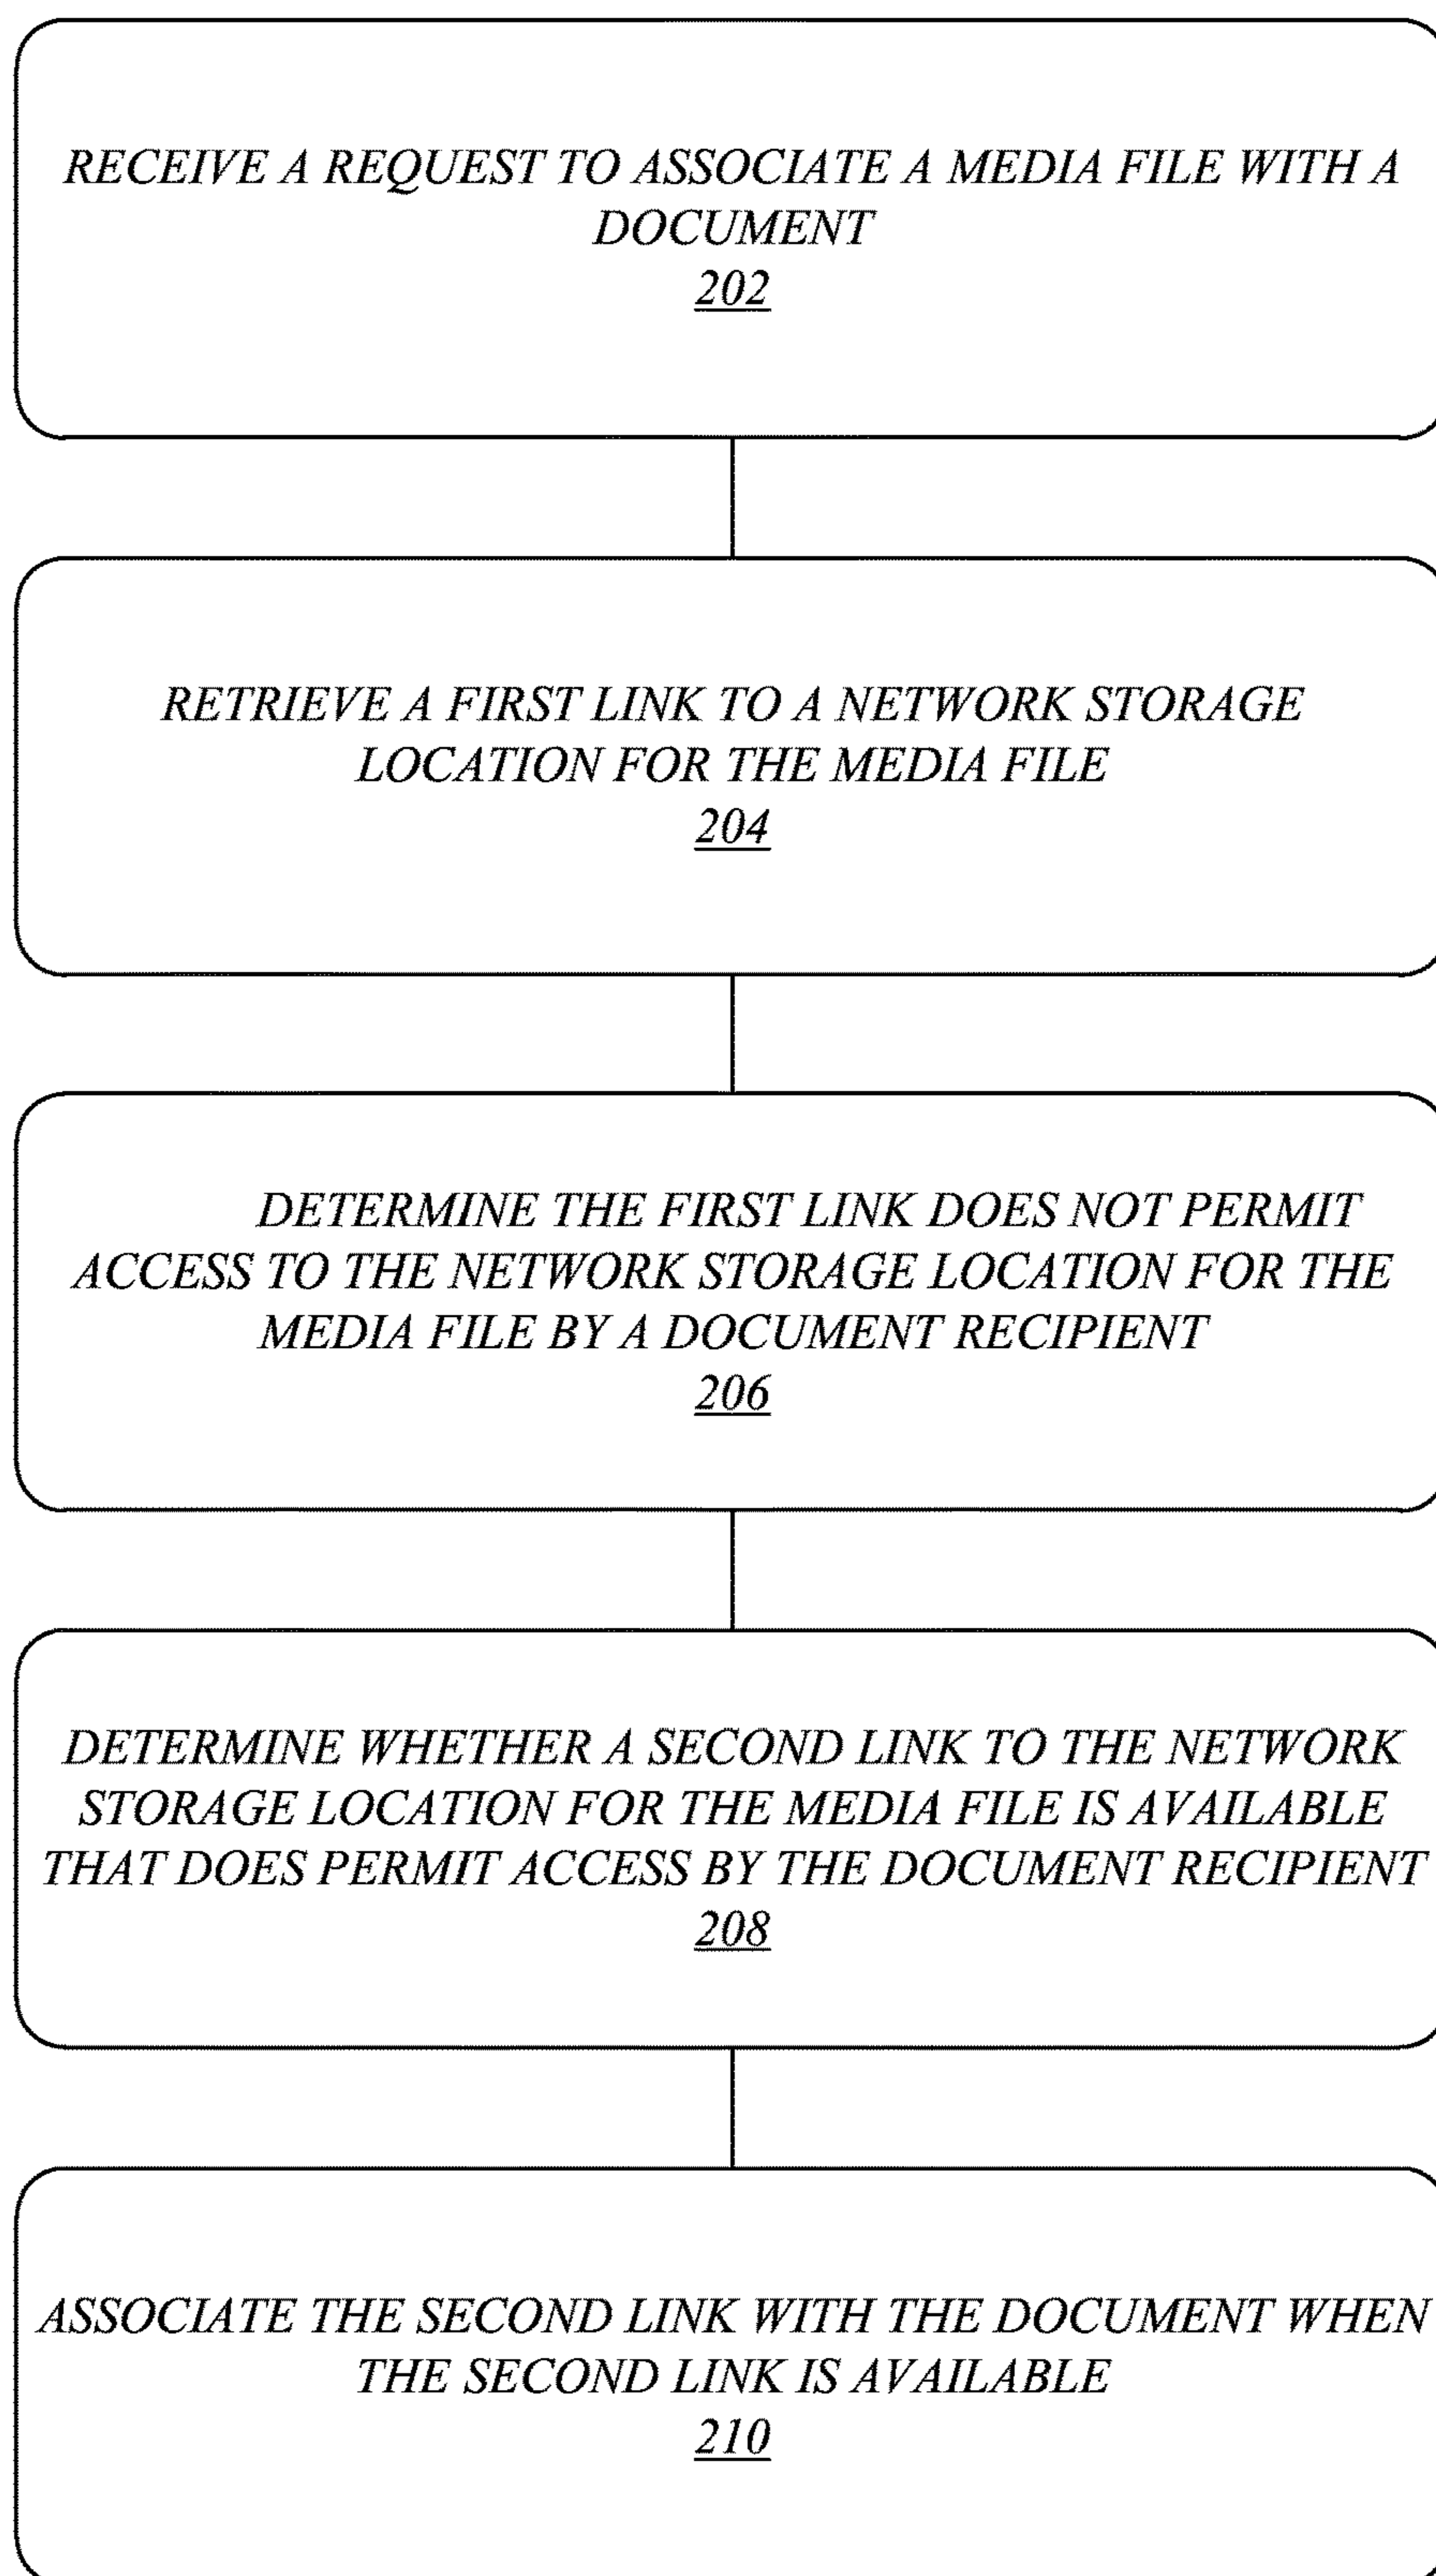 RECEIVE A REQUEST TO ASSOCIATE A MEDIA FILE WITH A
DOCUMENT
202
RETRIEVE A FIRST LINK TO A NETWORK STORAGE
LOCATION FOR THE MEDIA FILE
204
DETERMINE THE FIRST LINK DOES NOT PERMIT
ACCESS TO THE NETWORK STORAGE LOCATION FOR THE
MEDIA FILE BY A DOCUMENT RECIPIENT
206
DETERMINE WHETHER A SECOND LINK TO THE NETWORK
STORAGE LOCATION FOR THE MEDIA FILE IS AVAILABLE
THAT DOES PERMIT ACCESS BY THE DOCUMENT RECIPIENT
208
ASSOCIATE THE SECOND LINK WITH THE DOCUMENT WHEN
THE SECOND LINK IS AVAILABLE
210